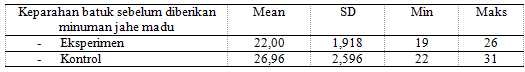 Keparahan batuk sebelum diberikan Mean SD Min Maks
minuman jahe madu
- Eksperimen 22,00 1,918 19 26
- Kontrol 26,96 2,596 22 31